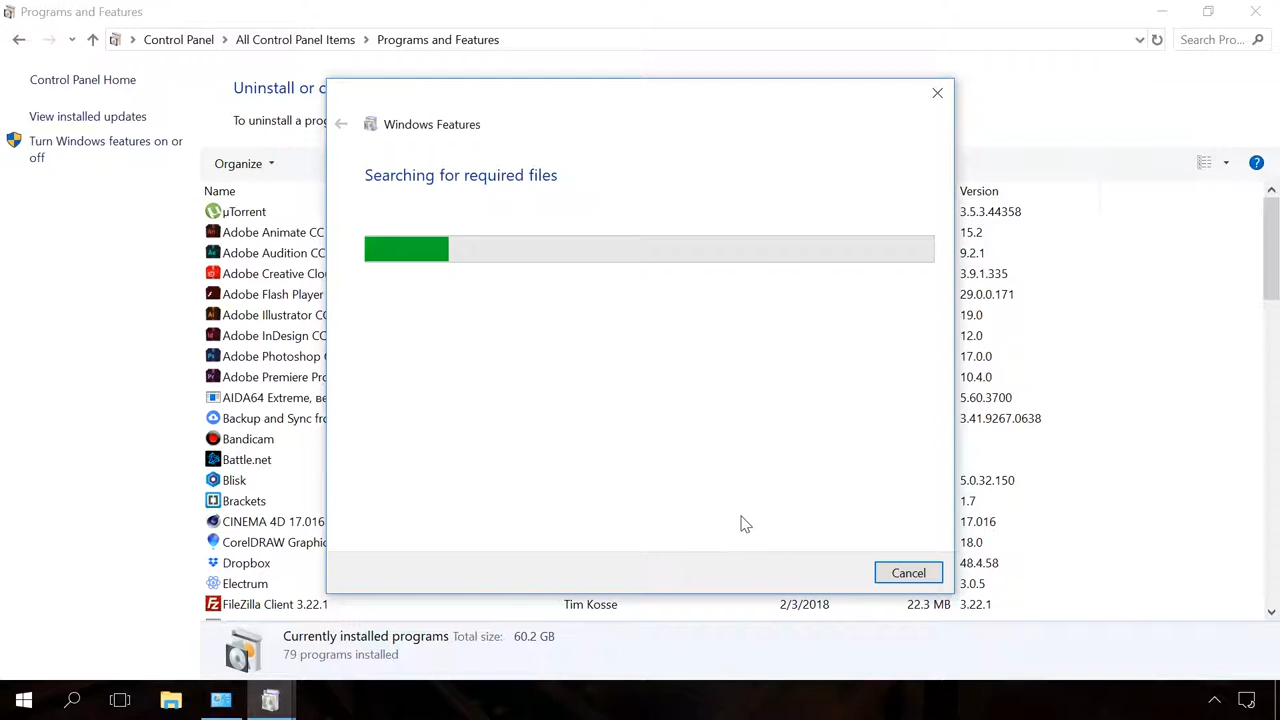 Programs and Features
Control Panel
All Control Panel Items
Programs and Features
Search Pro...
Control Panel Home
View installed updates
Turn Windows features on or
off
Uninstall or c
To uninstall a prog
Organize
Windows Features
Searching for required files
Cancel
Name
Version
µTorrent
3.5.3.44358
Adobe Animate CC
15.2
Adobe Audition CC
9.2.1
Adobe Creative Clou
3.9.1.335
Adobe Flash Player
29.0.0.171
Adobe Illustrator CC
19.0
Adobe InDesign CC
12.0
Adobe Photoshop C
17.0.0
Adobe Premiere Pro
10.4.0
AIDA64 Extreme, ве
5.60.3700
Backup and Sync fro
3.41.9267.0638
Bandicam
Battle.net
Blisk
5.0.32.150
Brackets
1.7
CINEMA 4D 17.016
17.016
CorelDRAW Graphic
18.0
Dropbox
48.4.58
Electrum
3.0.5
FileZilla Client 3.22.1
Tim Kosse
2/3/2018
22.3 MB
3.22.1
Currently installed programs Total size: 60.2 GB
79 programs installed